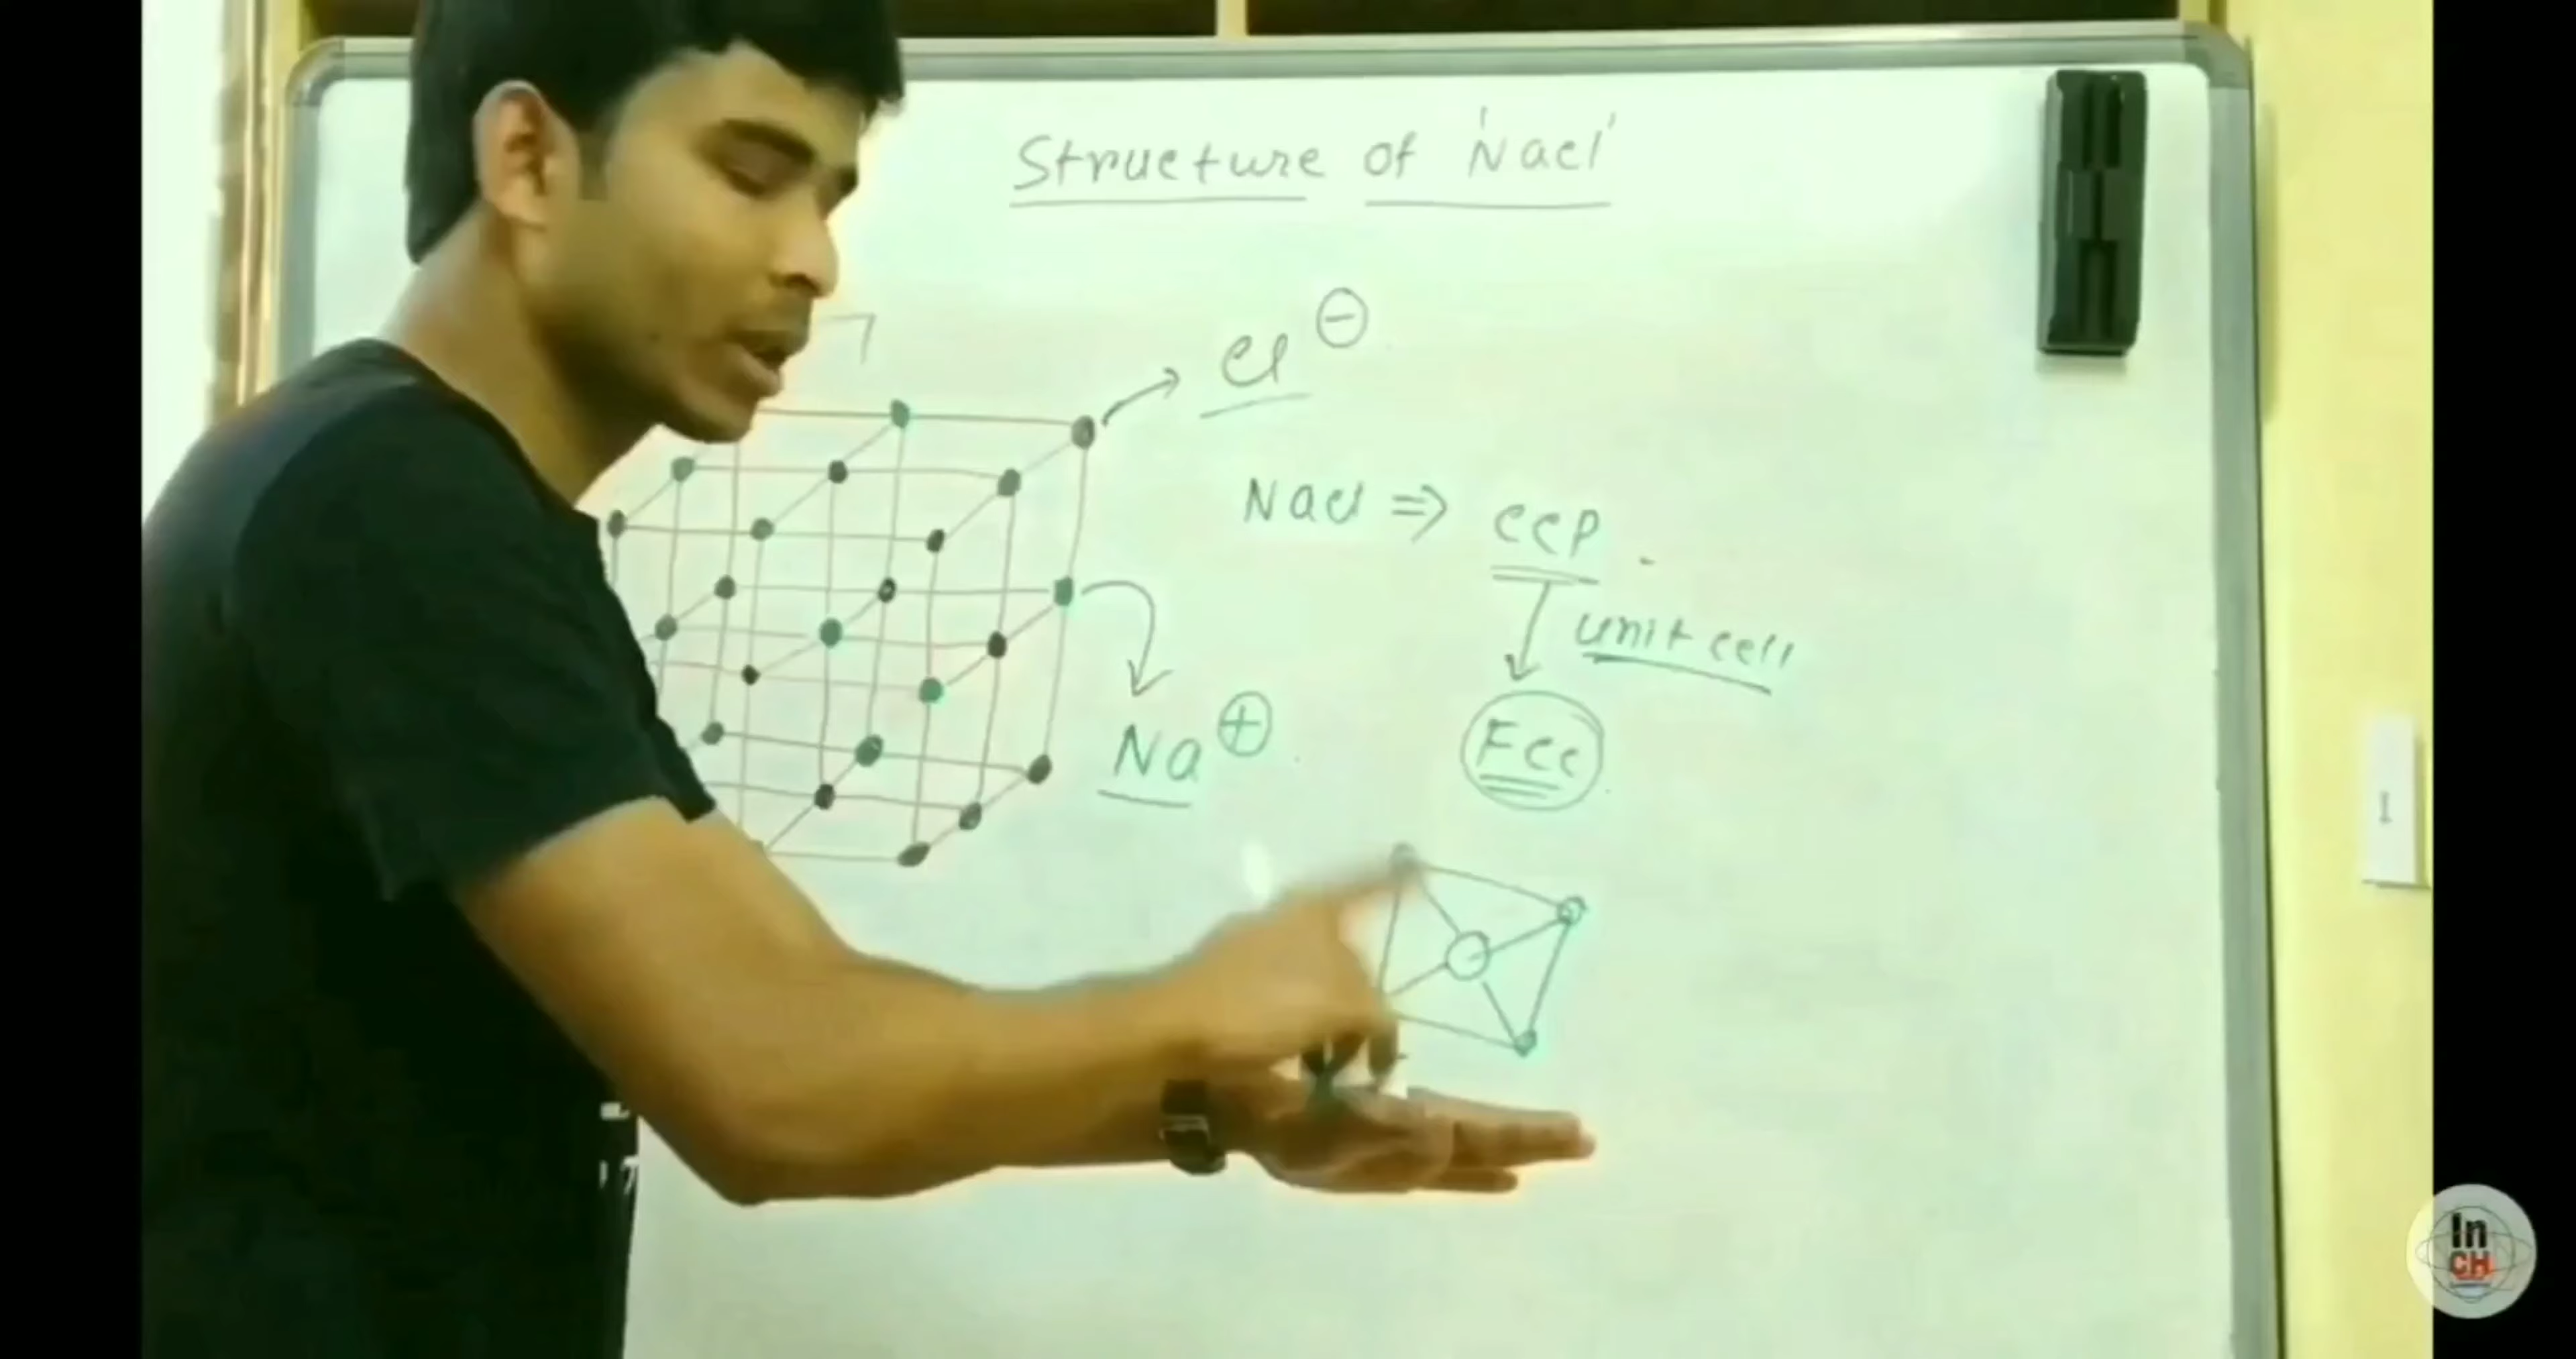 Structure of 'Nacl'
Cl ⊖
Nacl ⇒ CCP
unit cell
Na ⊕
Fcc
In
CH